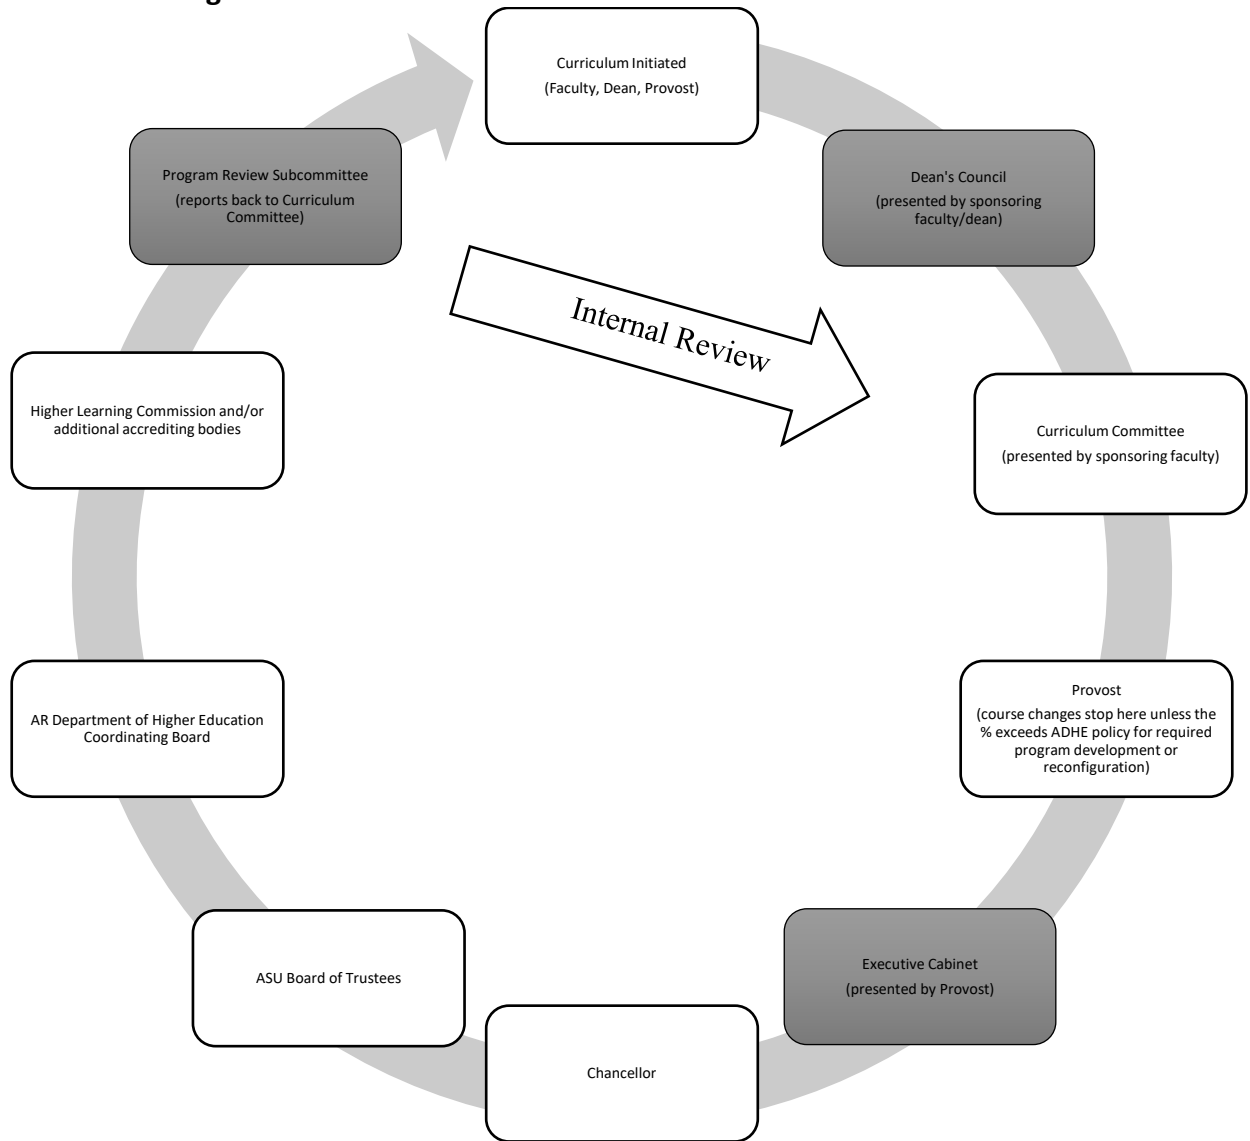 Curriculum Initiated
(Faculty, Dean, Provost)
Dean's Council
(presented by sponsoring
faculty/dean)
Curriculum Committee
(presented by sponsoring faculty)
Provost
(course changes stop here unless the
% exceeds ADHE policy for required
program development or
reconfiguration)
Executive Cabinet
(presented by Provost)
Chancellor
ASU Board of Trustees
AR Department of Higher Education
Coordinating Board
Higher Learning Commission and/or
additional accrediting bodies
Program Review Subcommittee
(reports back to Curriculum
Committee)
Internal Review